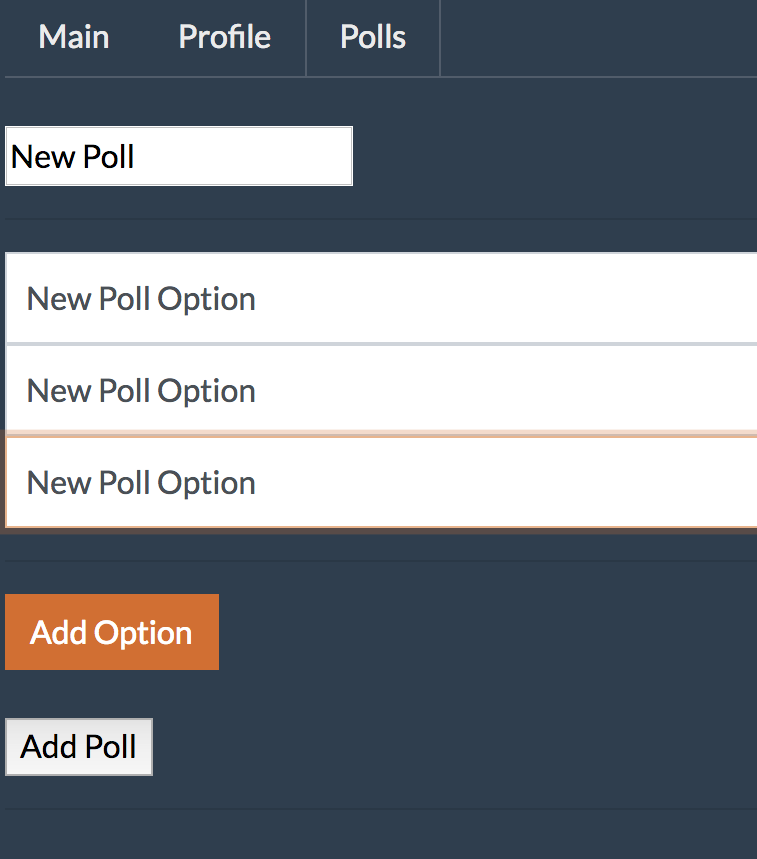 Main Profile Polls
New Poll
New Poll Option
New Poll Option
New Poll Option
Add Option
Add Poll